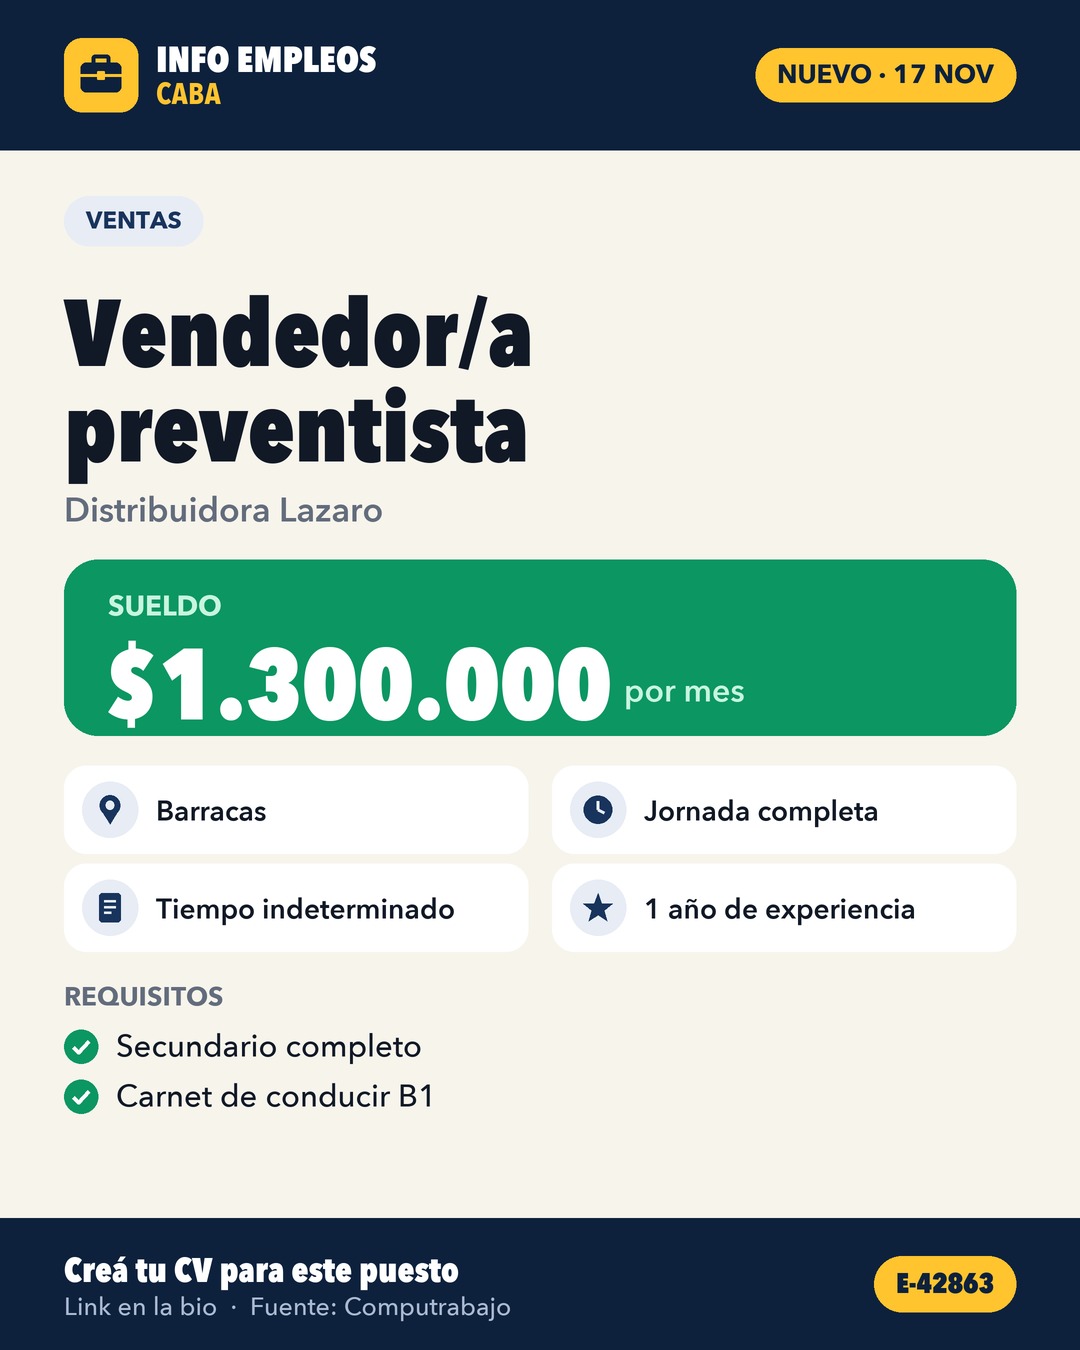 INFO EMPLEOS
CABA
NUEVO · 17 NOV
VENTAS
Vendedor/a
preventista
Distribuidora Lazaro
SUELDO
$1.300.000 por mes
Barracas
Jornada completa
Tiempo indeterminado
1 año de experiencia
REQUISITOS
Secundario completo
Carnet de conducir B1
Creá tu CV para este puesto
Link en la bio · Fuente: Computrabajo
E-42863